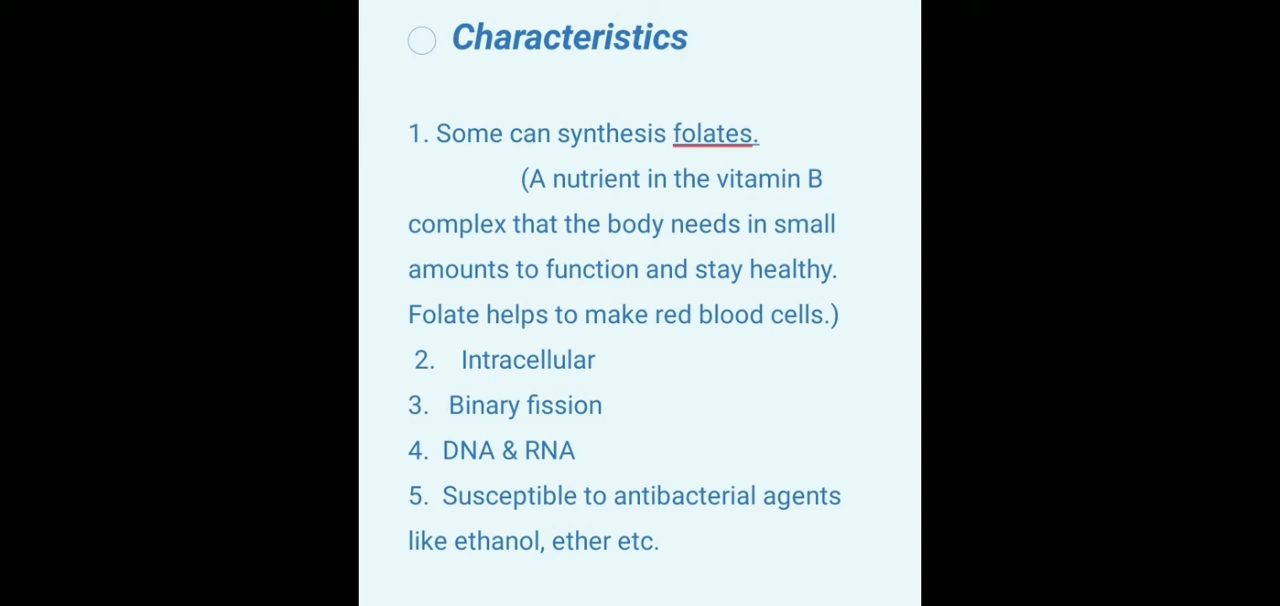 Characteristics
1. Some can synthesis folates.
(A nutrient in the vitamin B
complex that the body needs in small
amounts to function and stay healthy.
Folate helps to make red blood cells.)
2. Intracellular
3. Binary fission
4. DNA & RNA
5. Susceptible to antibacterial agents
like ethanol, ether etc.